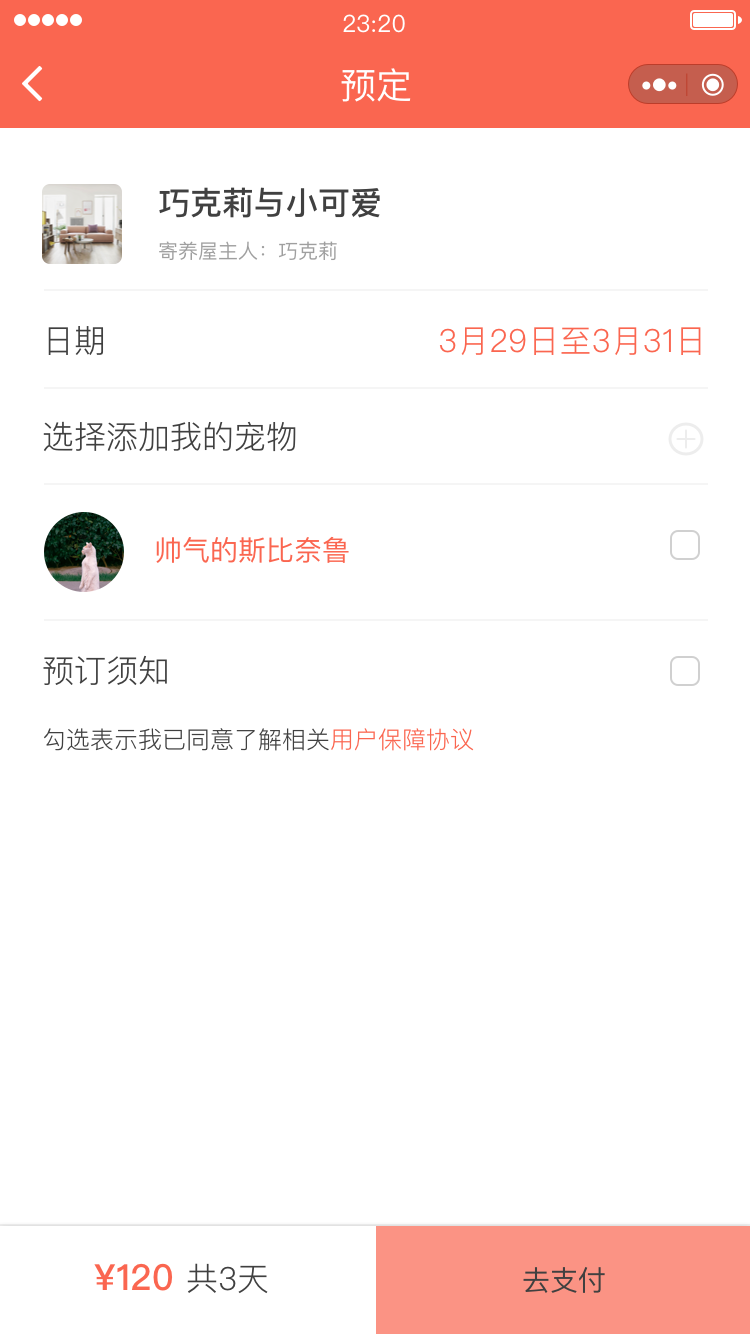 23:20
预定
巧克莉与小可爱
寄养屋主人：巧克莉
日期
3月29日至3月31日
选择添加我的宠物
帅气的斯比奈鲁
预订须知
勾选表示我已同意了解相关用户保障协议
¥120 共3天
去支付